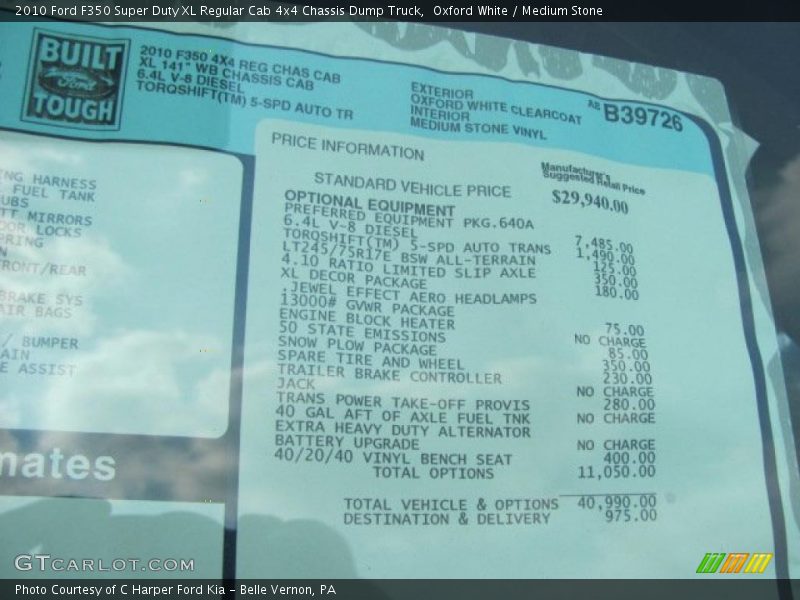 2010 Ford F350 Super Duty XL Regular Cab 4x4 Chassis Dump Truck,  Oxford White / Medium Stone
BUILT
Ford
TOUGH
2010 F350 4X4 REG CHAS CAB
XL 141" WB CHASSIS CAB
6.4L V-8 DIESEL
TORQSHIFT(TM) 5-SPD AUTO TR
EXTERIOR
OXFORD WHITE CLEARCOAT
INTERIOR
MEDIUM STONE VINYL
B39726
ING HARNESS
FUEL TANK
UBS
TT MIRRORS
OOR LOCKS
PRING
N
RONT/REAR
BRAKE SYS
AIR BAGS
/ BUMPER
AIN
E ASSIST
mates
PRICE INFORMATION
Manufacturer's
Suggested Retail Price
STANDARD VEHICLE PRICE $29,940.00
OPTIONAL EQUIPMENT
PREFERRED EQUIPMENT PKG.640A
6.4L V-8 DIESEL 7,485.00
TORQSHIFT(TM) 5-SPD AUTO TRANS 1,490.00
LT245/75R17E BSW ALL-TERRAIN 125.00
4.10 RATIO LIMITED SLIP AXLE 350.00
XL DECOR PACKAGE 180.00
.JEWEL EFFECT AERO HEADLAMPS
13000# GVWR PACKAGE
ENGINE BLOCK HEATER 75.00
50 STATE EMISSIONS NO CHARGE
SNOW PLOW PACKAGE 85.00
SPARE TIRE AND WHEEL 350.00
TRAILER BRAKE CONTROLLER 230.00
JACK NO CHARGE
TRANS POWER TAKE-OFF PROVIS 280.00
40 GAL AFT OF AXLE FUEL TNK NO CHARGE
EXTRA HEAVY DUTY ALTERNATOR
BATTERY UPGRADE NO CHARGE
40/20/40 VINYL BENCH SEAT 400.00
TOTAL OPTIONS 11,050.00
TOTAL VEHICLE & OPTIONS 40,990.00
DESTINATION & DELIVERY 975.00
GTCARLOT.COM
Photo Courtesy of C Harper Ford Kia - Belle Vernon, PA